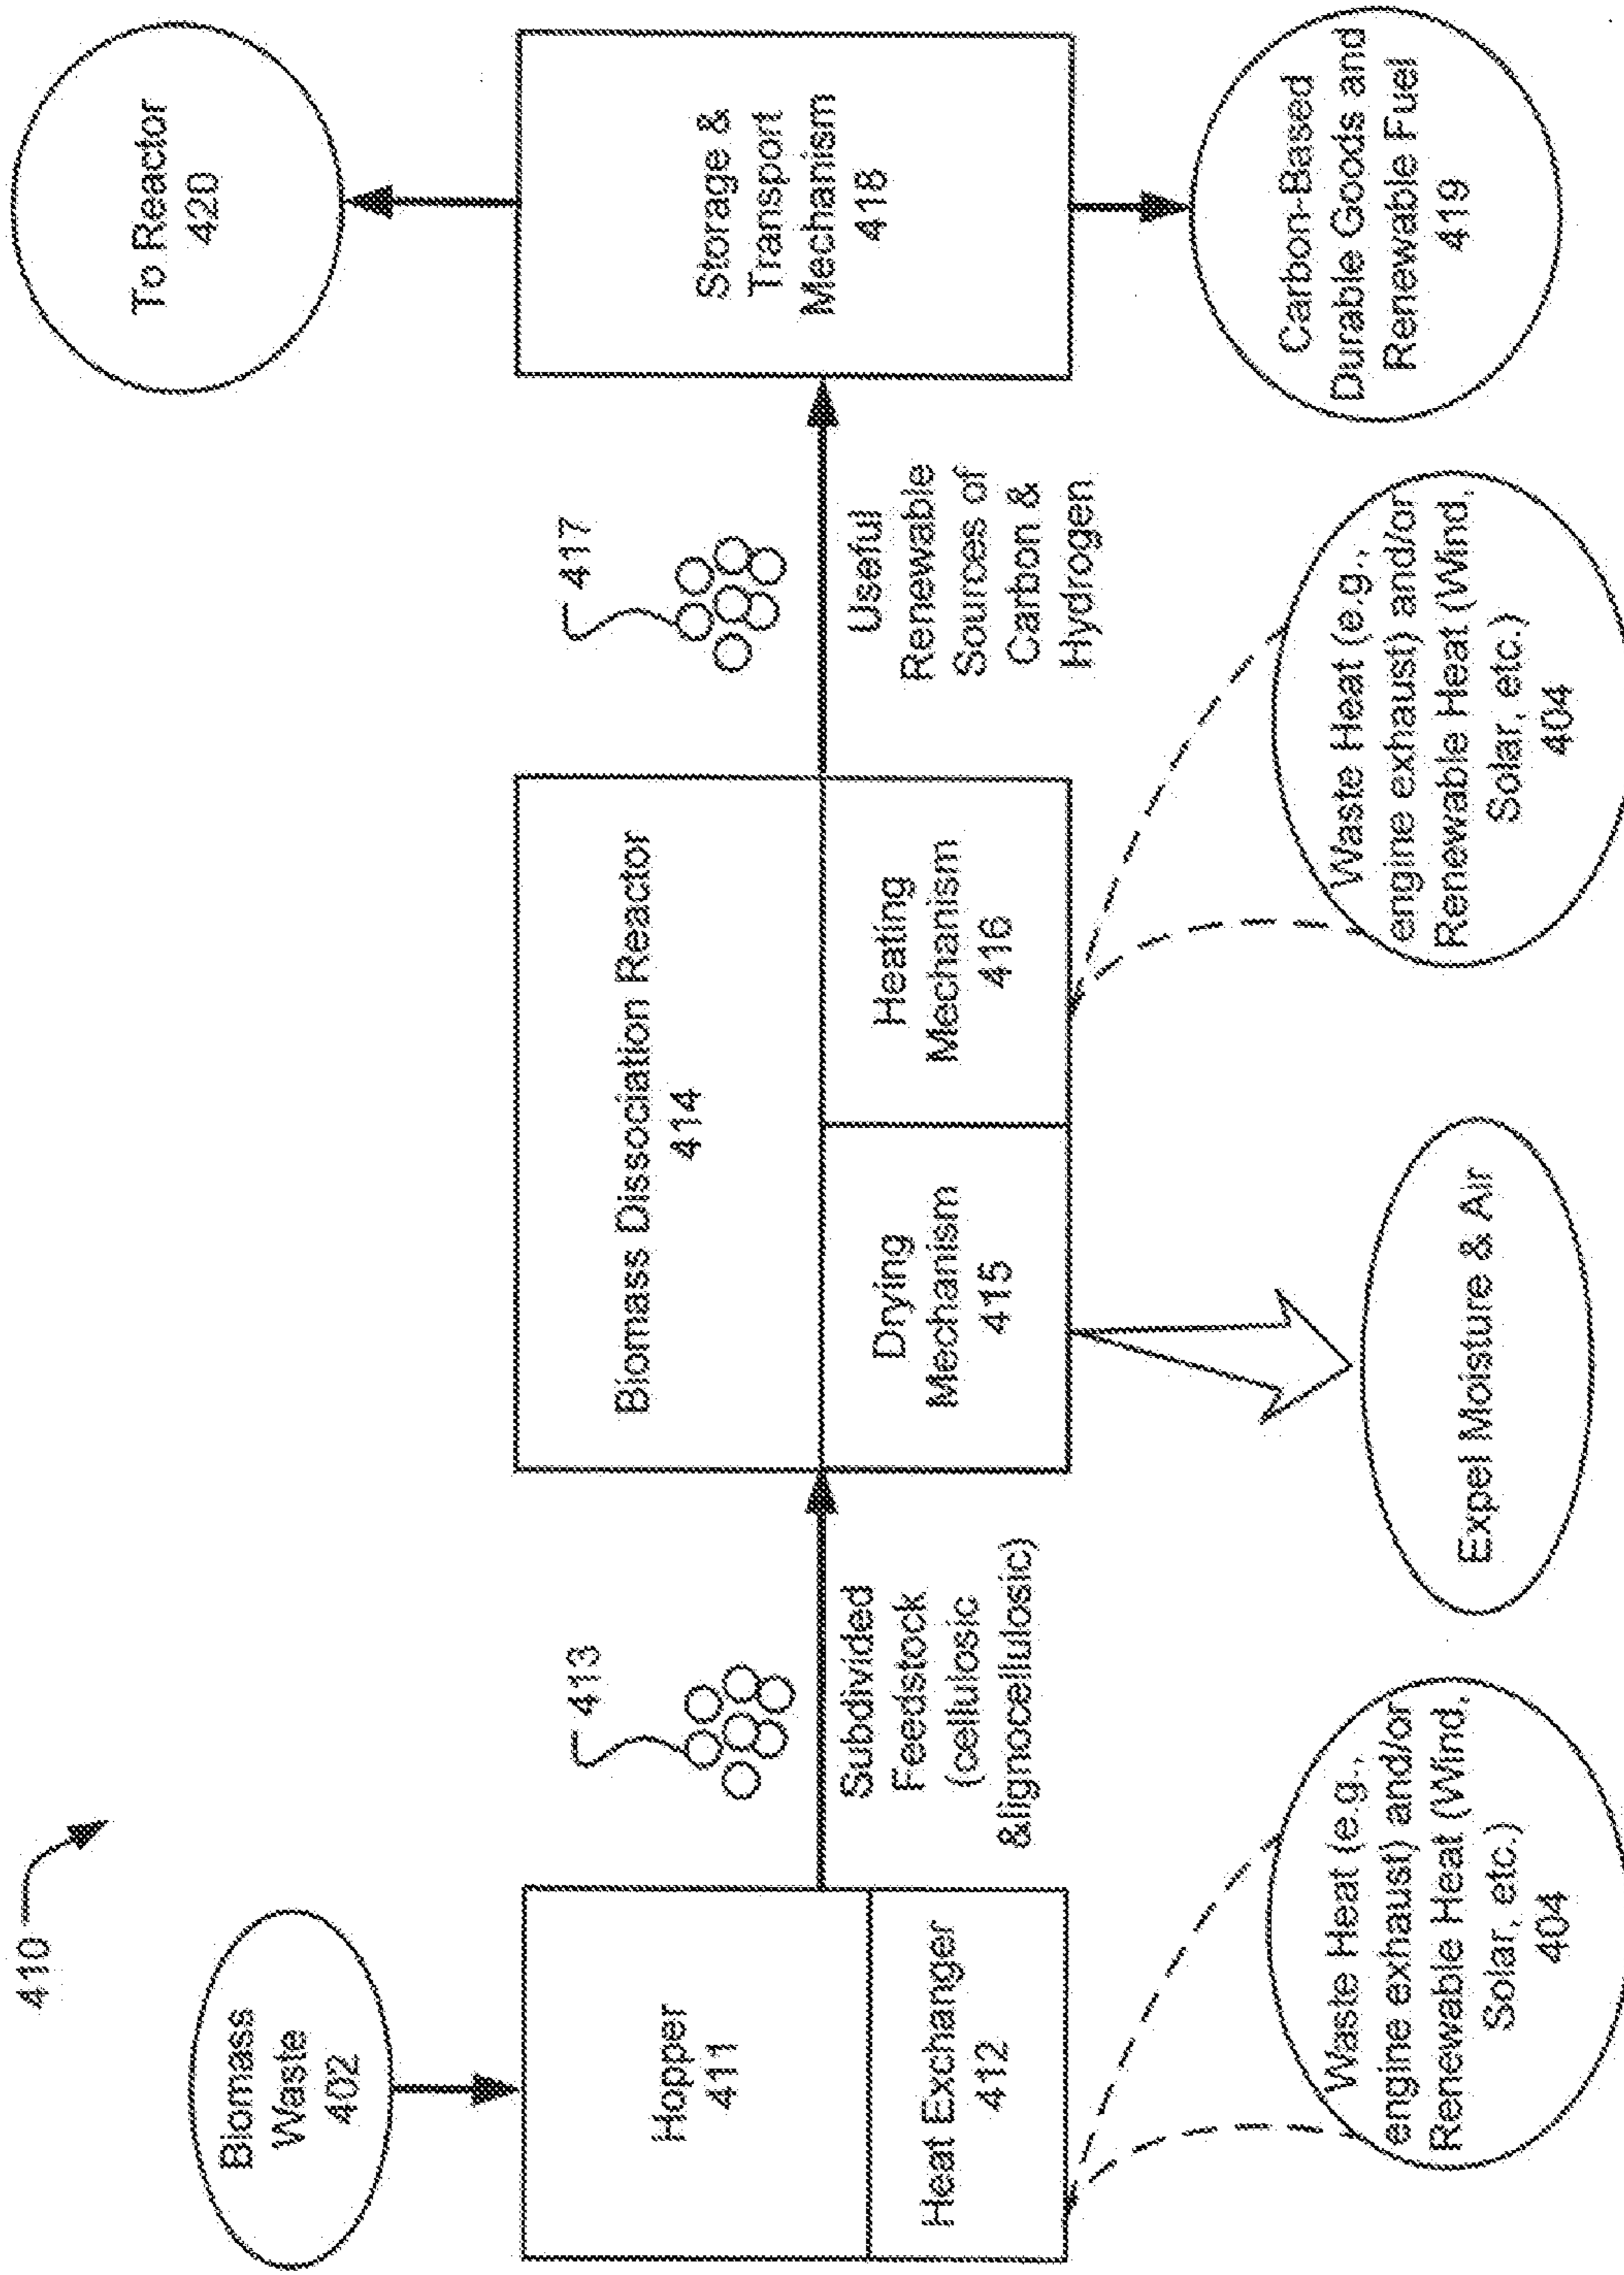 410
Biomass
Waste
402
Hopper
411
Heat Exchanger
412
Waste Heat (e.g.,
engine exhaust) and/or
Renewable Heat (Wind,
Solar, etc.)
404
413
Subdivided
Feedstock
(cellulosic
&lignocellulosic)
Biomass Dissociation Reactor
414
Drying
Mechanism
415
Heating
Mechanism
416
Expel Moisture & Air
Waste Heat (e.g.,
engine exhaust) and/or
Renewable Heat (Wind,
Solar, etc.)
404
417
Useful
Renewable
Sources of
Carbon &
Hydrogen
To Reactor
420
Storage &
Transport
Mechanism
418
Carbon-Based
Durable Goods and
Renewable Fuel
419